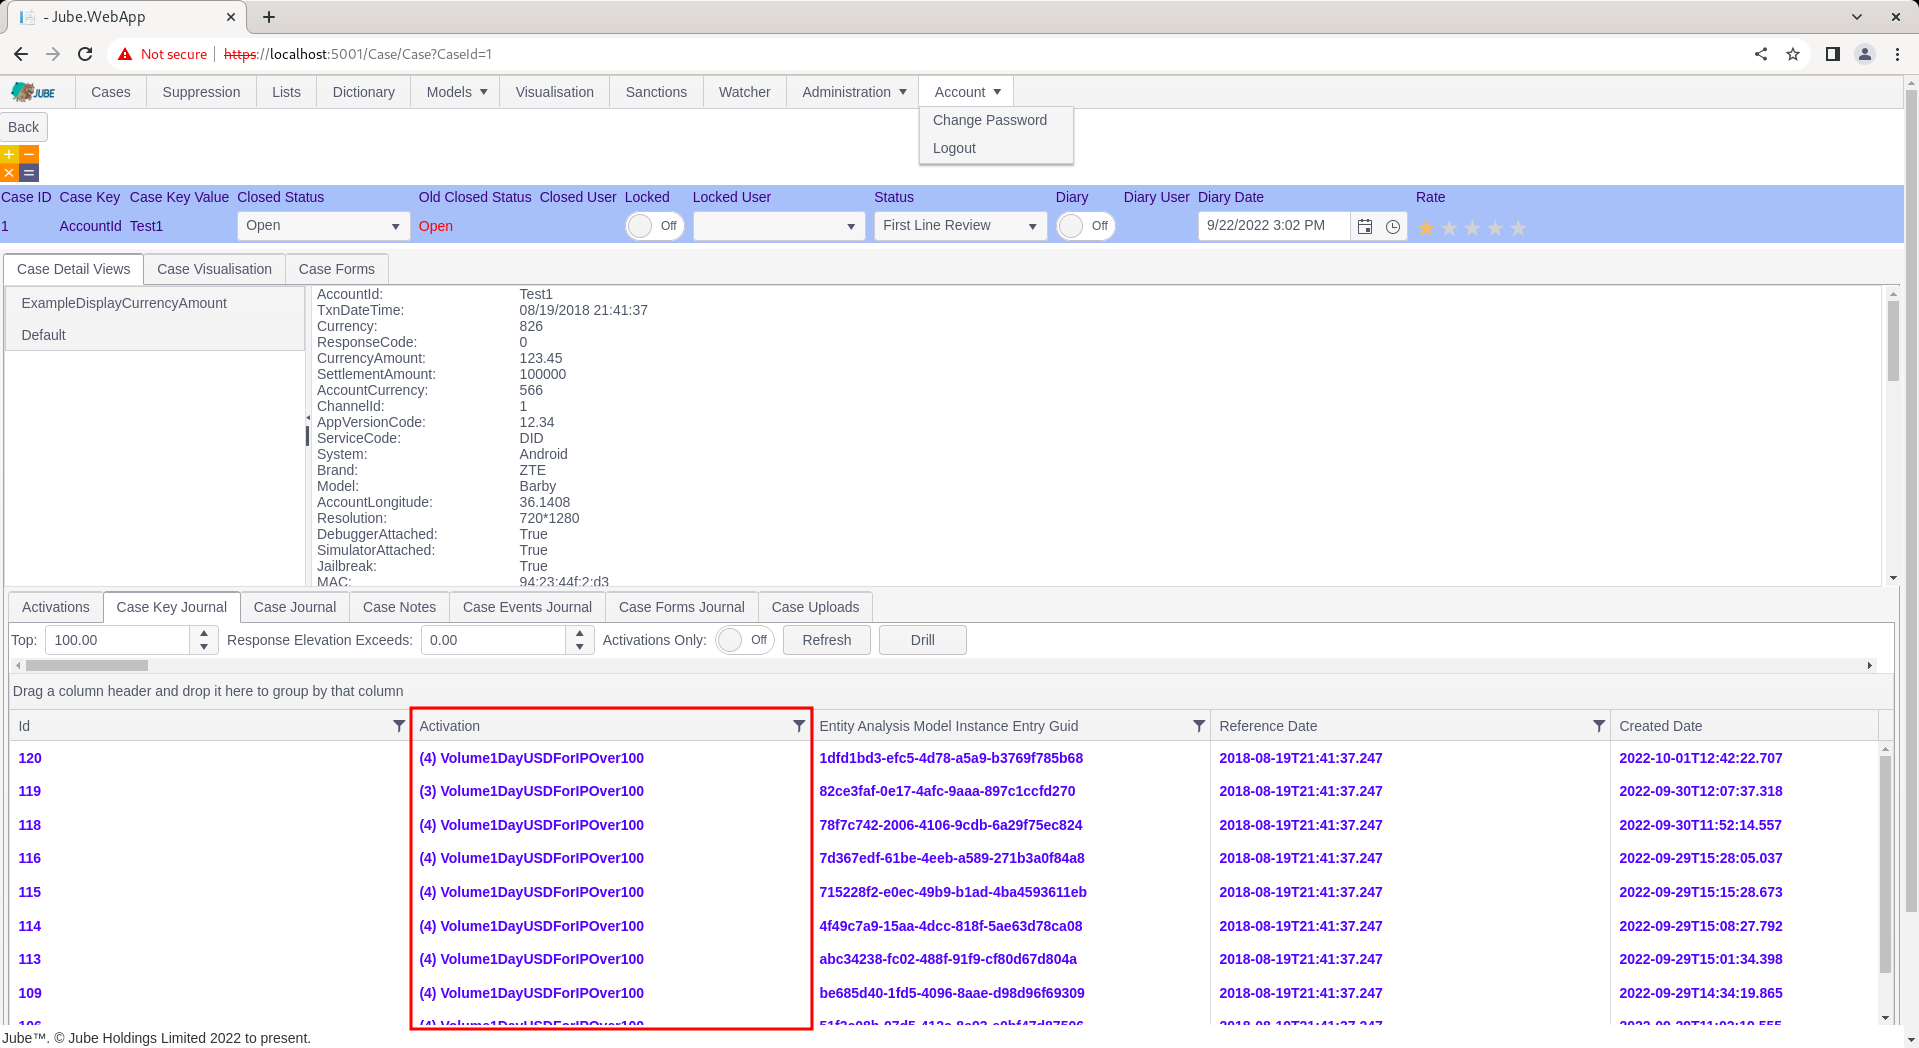 - Jube.WebApp
Not secure https://localhost:5001/Case/Case?CaseId=1
JUBE Cases Suppression Lists Dictionary Models Visualisation Sanctions Watcher Administration Account
Change Password
Logout
Back
Case ID Case Key Case Key Value Closed Status Old Closed Status Closed User Locked Locked User Status Diary Diary User Diary Date Rate
1 AccountId Test1 Open Open Off First Line Review Off 9/22/2022 3:02 PM
Case Detail Views Case Visualisation Case Forms
ExampleDisplayCurrencyAmount
Default
AccountId: Test1
TxnDateTime: 08/19/2018 21:41:37
Currency: 826
ResponseCode: 0
CurrencyAmount: 123.45
SettlementAmount: 100000
AccountCurrency: 566
ChannelId: 1
AppVersionCode: 12.34
ServiceCode: DID
System: Android
Brand: ZTE
Model: Barby
AccountLongitude: 36.1408
Resolution: 720*1280
DebuggerAttached: True
SimulatorAttached: True
Jailbreak: True
MAC: 94:23:44f:2:d3
Activations Case Key Journal Case Journal Case Notes Case Events Journal Case Forms Journal Case Uploads
Top: 100.00 Response Elevation Exceeds: 0.00 Activations Only: Off Refresh Drill
Drag a column header and drop it here to group by that column
Id Activation Entity Analysis Model Instance Entry Guid Reference Date Created Date
120 (4) Volume1DayUSDForIPOver100 1dfd1bd3-efc5-4d78-a5a9-b3769f785b68 2018-08-19T21:41:37.247 2022-10-01T12:42:22.707
119 (3) Volume1DayUSDForIPOver100 82ce3faf-0e17-4afc-9aaa-897c1ccfd270 2018-08-19T21:41:37.247 2022-09-30T12:07:37.318
118 (4) Volume1DayUSDForIPOver100 78f7c742-2006-4106-9cdb-6a29f75ec824 2018-08-19T21:41:37.247 2022-09-30T11:52:14.557
116 (4) Volume1DayUSDForIPOver100 7d367edf-61be-4eeb-a589-271b3a0f84a8 2018-08-19T21:41:37.247 2022-09-29T15:28:05.037
115 (4) Volume1DayUSDForIPOver100 715228f2-e0ec-49b9-b1ad-4ba4593611eb 2018-08-19T21:41:37.247 2022-09-29T15:15:28.673
114 (4) Volume1DayUSDForIPOver100 4f49c7a9-15aa-4dcc-818f-5ae63d78ca08 2018-08-19T21:41:37.247 2022-09-29T15:08:27.792
113 (4) Volume1DayUSDForIPOver100 abc34238-fc02-488f-91f9-cf80d67d804a 2018-08-19T21:41:37.247 2022-09-29T15:01:34.398
109 (4) Volume1DayUSDForIPOver100 be685d40-1fd5-4096-8aae-d98d96f69309 2018-08-19T21:41:37.247 2022-09-29T14:34:19.865
(4) Volume1DayUSDForIPOver100 2018-08-19T21:41:37.247
Jube™. © Jube Holdings Limited 2022 to present.